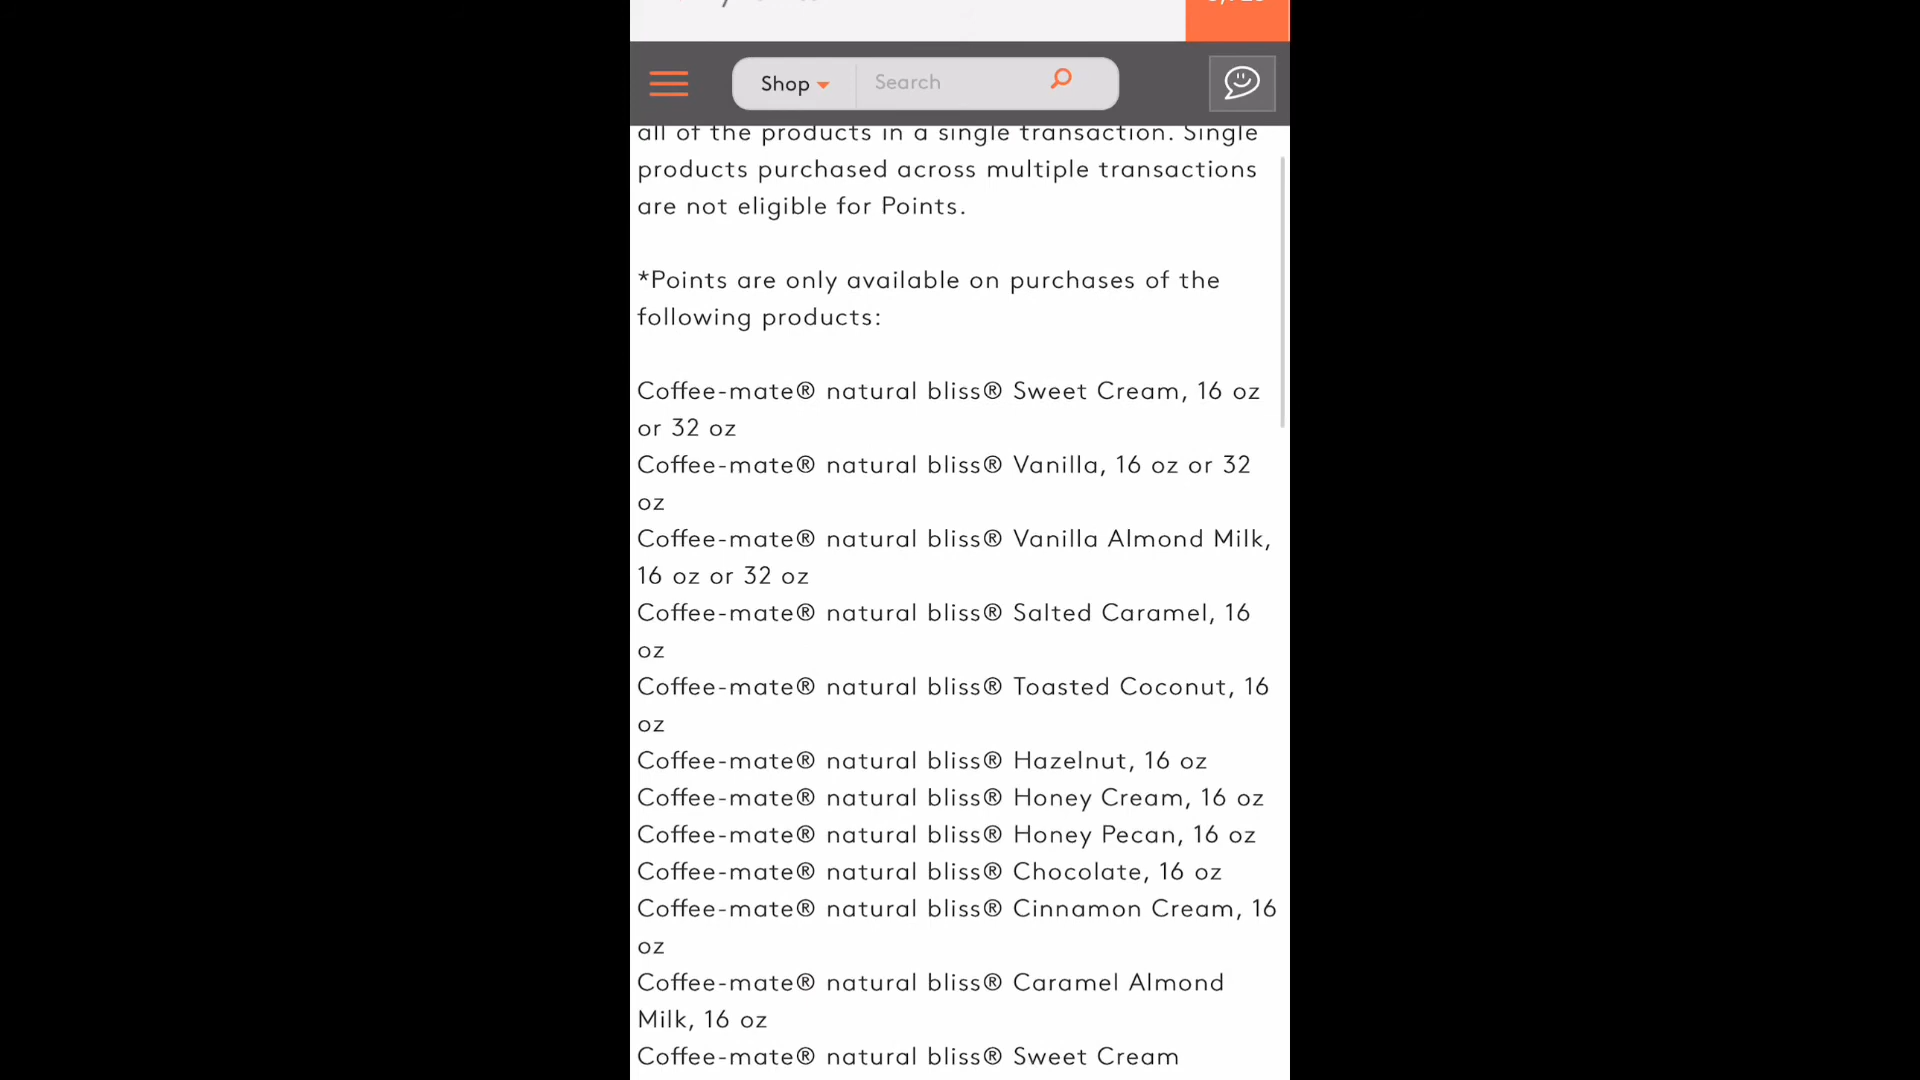 Shop
Search
all of the products in a single transaction. Single
products purchased across multiple transactions
are not eligible for Points.
*Points are only available on purchases of the
following products:
Coffee-mate® natural bliss® Sweet Cream, 16 oz
or 32 oz
Coffee-mate® natural bliss® Vanilla, 16 oz or 32
oz
Coffee-mate® natural bliss® Vanilla Almond Milk,
16 oz or 32 oz
Coffee-mate® natural bliss® Salted Caramel, 16
oz
Coffee-mate® natural bliss® Toasted Coconut, 16
oz
Coffee-mate® natural bliss® Hazelnut, 16 oz
Coffee-mate® natural bliss® Honey Cream, 16 oz
Coffee-mate® natural bliss® Honey Pecan, 16 oz
Coffee-mate® natural bliss® Chocolate, 16 oz
Coffee-mate® natural bliss® Cinnamon Cream, 16
oz
Coffee-mate® natural bliss® Caramel Almond
Milk, 16 oz
Coffee-mate® natural bliss® Sweet Cream